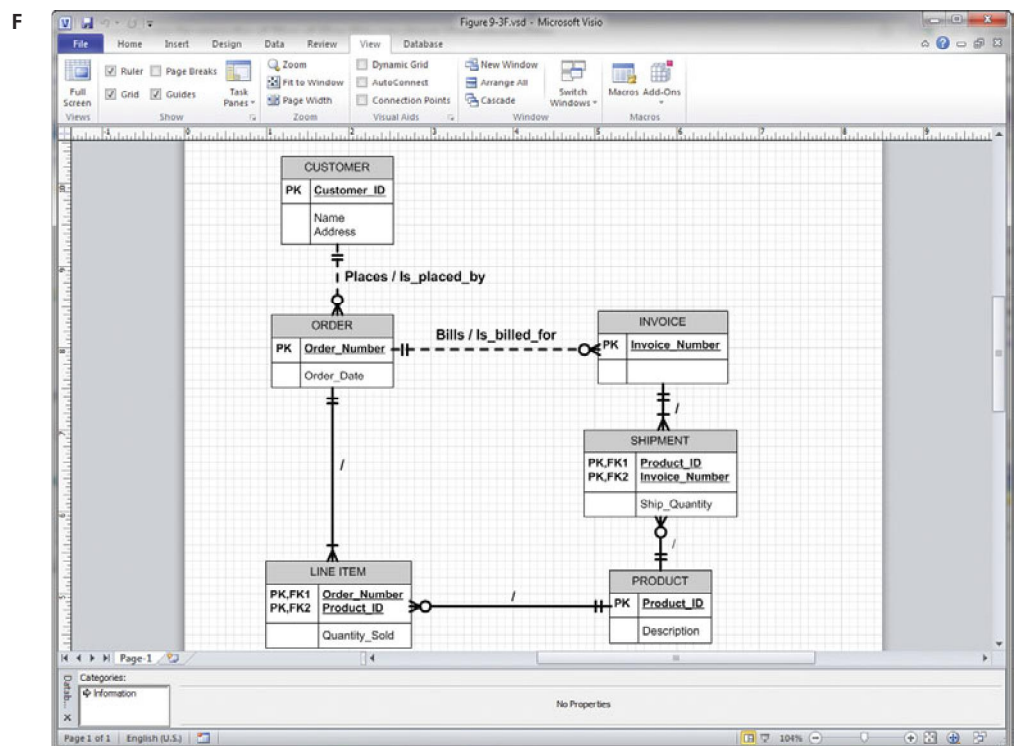 F
Figure 9-3F.vsd - Microsoft Visio
File Home Insert Design Data Review View Database
Full Screen
Ruler Page Breaks
Grid Guides
Task Panes
Zoom
Fit to Window
Page Width
Dynamic Grid
AutoConnect
Connection Points
New Window
Arrange All
Cascade
Switch Windows
Macros Add-Ons
Views Show Zoom Visual Aids Window Macros
CUSTOMER
PK Customer_ID
Name
Address
Places / Is_placed_by
ORDER
PK Order_Number
Order_Date
Bills / Is_billed_for
INVOICE
PK Invoice_Number
/
SHIPMENT
PK,FK1 Product_ID
PK,FK2 Invoice_Number
Ship_Quantity
/
/
LINE ITEM
PK,FK1 Order_Number
PK,FK2 Product_ID
Quantity_Sold
/
PRODUCT
PK Product_ID
Description
Page-1
Categories:
Information
No Properties
Page 1 of 1 English (U.S.) 104%